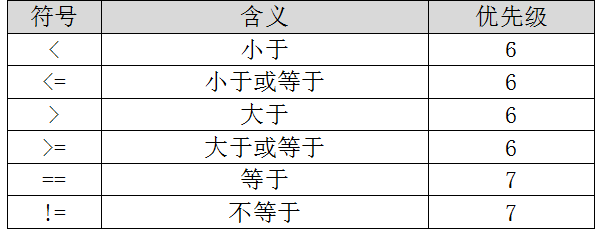 符号 含义 优先级
< 小于 6
<= 小于或等于 6
> 大于 6
>= 大于或等于 6
== 等于 7
!= 不等于 7